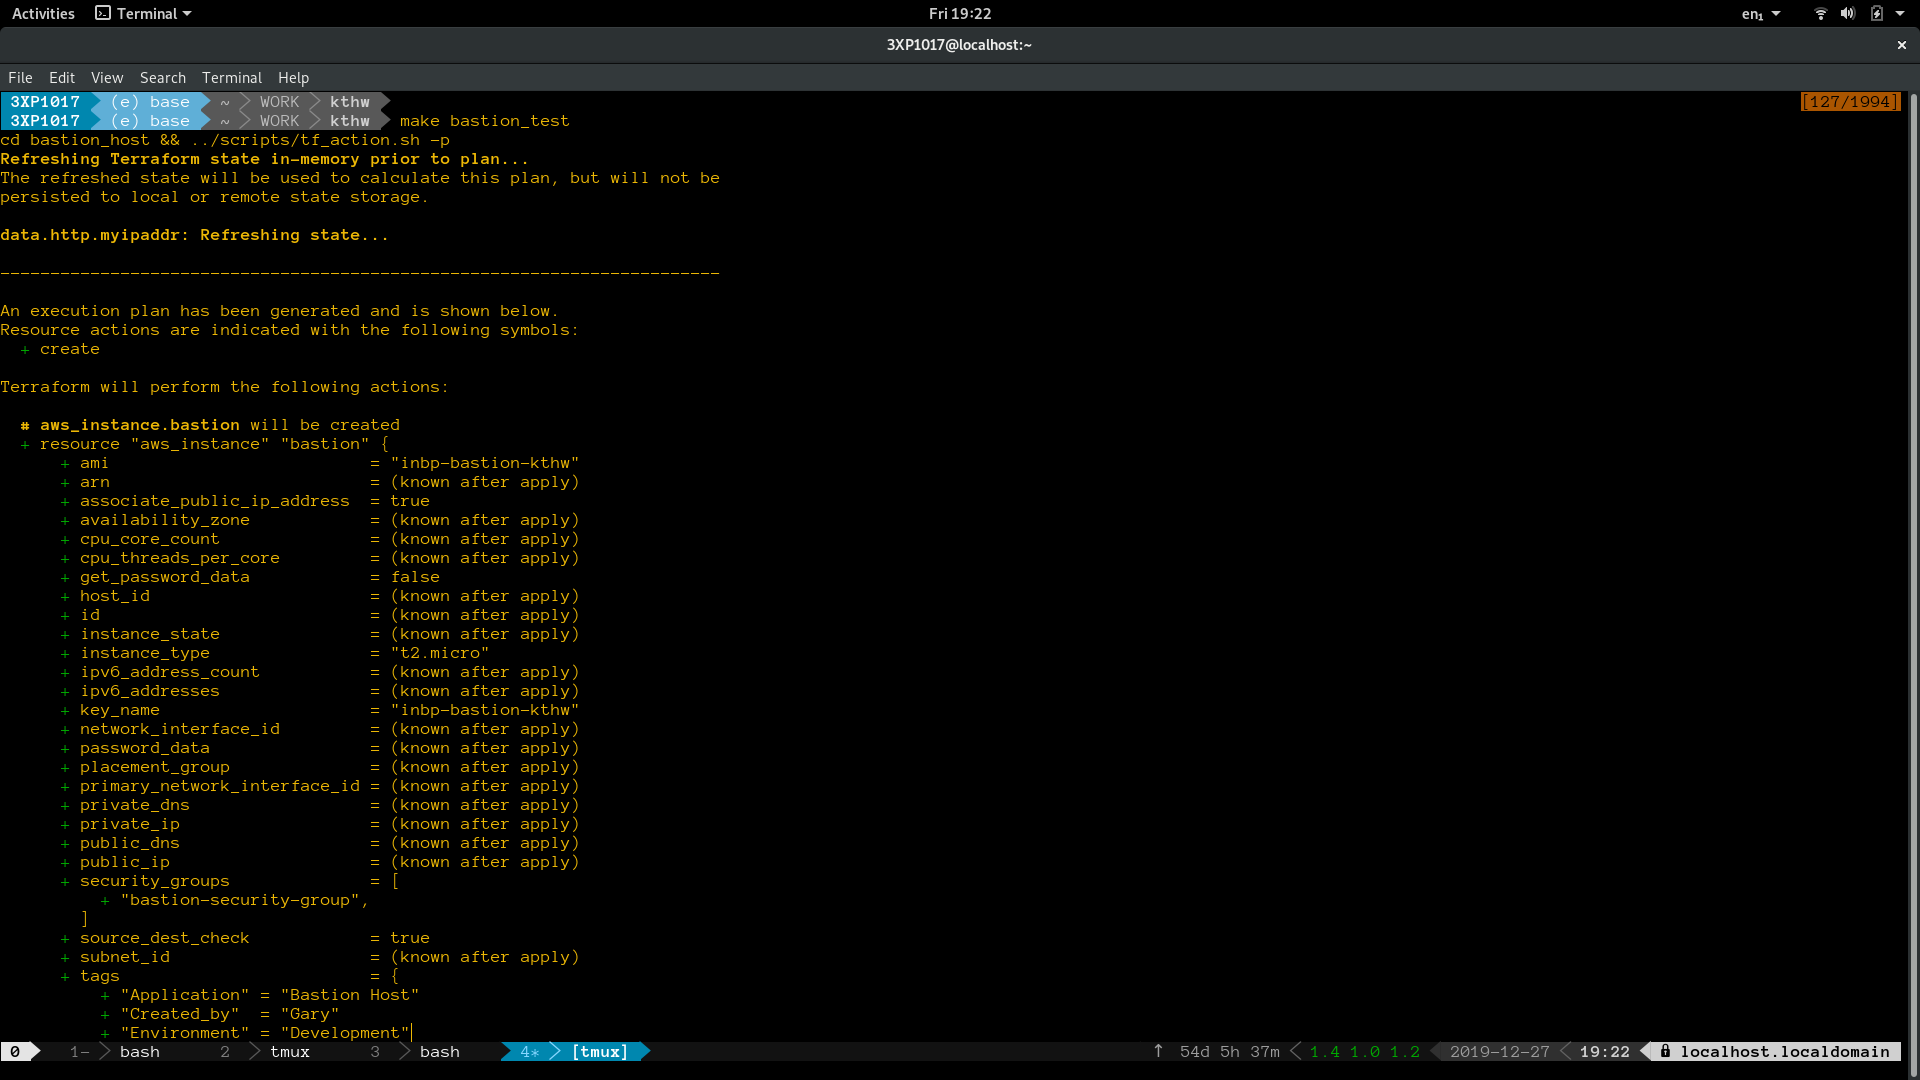 Activities Terminal Fri 19:22 en₁
3XP1017@localhost:~ ×
File Edit View Search Terminal Help
3XP1017 (e) base ~ WORK kthw [127/1994]
3XP1017 (e) base ~ WORK kthw make bastion_test
cd bastion_host && ../scripts/tf_action.sh -p
Refreshing Terraform state in-memory prior to plan...
The refreshed state will be used to calculate this plan, but will not be
persisted to local or remote state storage.
data.http.myipaddr: Refreshing state...
------------------------------------------------------------------------
An execution plan has been generated and is shown below.
Resource actions are indicated with the following symbols:
  + create
Terraform will perform the following actions:
  # aws_instance.bastion will be created
  + resource "aws_instance" "bastion" {
      + ami                          = "inbp-bastion-kthw"
      + arn                          = (known after apply)
      + associate_public_ip_address  = true
      + availability_zone            = (known after apply)
      + cpu_core_count               = (known after apply)
      + cpu_threads_per_core         = (known after apply)
      + get_password_data            = false
      + host_id                      = (known after apply)
      + id                           = (known after apply)
      + instance_state               = (known after apply)
      + instance_type                = "t2.micro"
      + ipv6_address_count           = (known after apply)
      + ipv6_addresses               = (known after apply)
      + key_name                     = "inbp-bastion-kthw"
      + network_interface_id         = (known after apply)
      + password_data                = (known after apply)
      + placement_group              = (known after apply)
      + primary_network_interface_id = (known after apply)
      + private_dns                  = (known after apply)
      + private_ip                   = (known after apply)
      + public_dns                   = (known after apply)
      + public_ip                    = (known after apply)
      + security_groups              = [
          + "bastion-security-group",
        ]
      + source_dest_check            = true
      + subnet_id                    = (known after apply)
      + tags                         = {
          + "Application" = "Bastion Host"
          + "Created_by"  = "Gary"
          + "Environment" = "Development"
0 1- bash 2 tmux 3 bash 4* [tmux] ↑ 54d 5h 37m 1.4 1.0 1.2 2019-12-27 19:22 localhost.localdomain